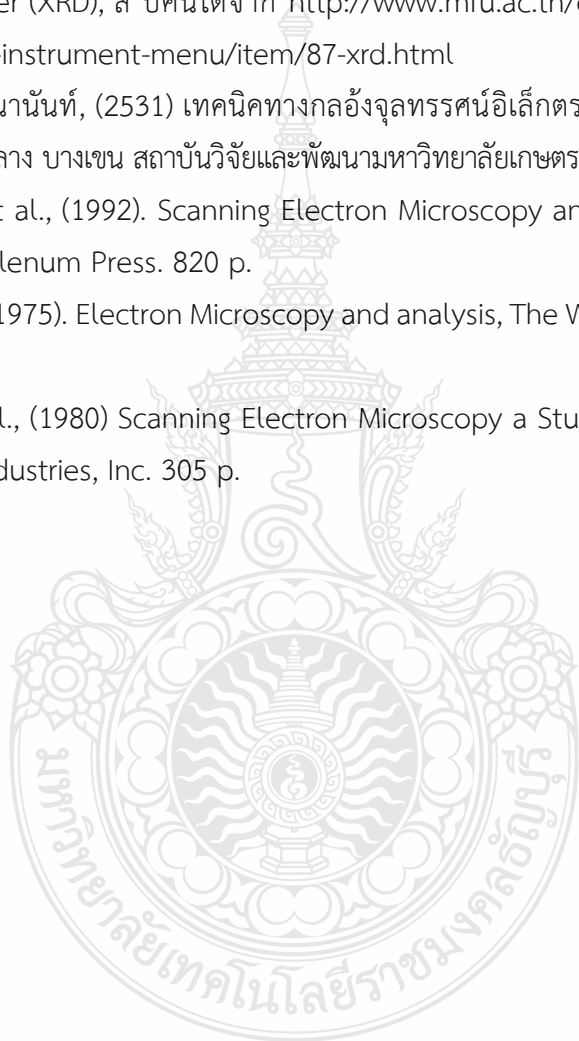 er (XRD), สืบค้นได้จาก http://www.mfu.ac.th/
-instrument-menu/item/87-xrd.html
นานันท์, (2531) เทคนิคทางกลอ้งจุลทรรศน์อิเล็กตร
ลาง บางเขน สถาบันวิจัยและพัฒนามหาวิทยาลัยเกษตร
t al., (1992). Scanning Electron Microscopy an
lenum Press. 820 p.
1975). Electron Microscopy and analysis, The W
l., (1980) Scanning Electron Microscopy a Stu
dustries, Inc. 305 p.
มหาวิทยาลัยเทคโนโลยีราชมงคลธัญบุรี